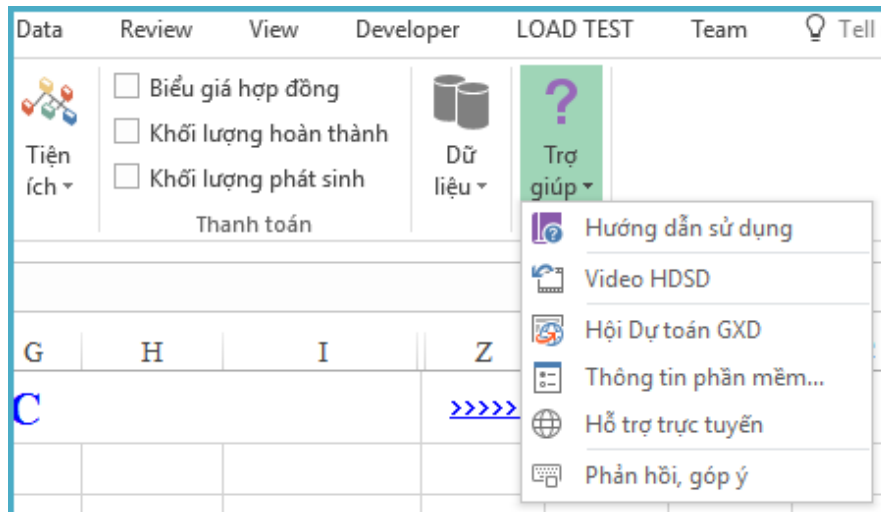 Data Review View Developer LOAD TEST Team Tell
Biểu giá hợp đồng
Khối lượng hoàn thành
Khối lượng phát sinh
Tiện
ích
Thanh toán
Dữ
liệu
?
Trợ
giúp
Hướng dẫn sử dụng
Video HDSD
Hội Dự toán GXD
Thông tin phần mềm...
Hỗ trợ trực tuyến
Phản hồi, góp ý
G H I Z
C >>>>>